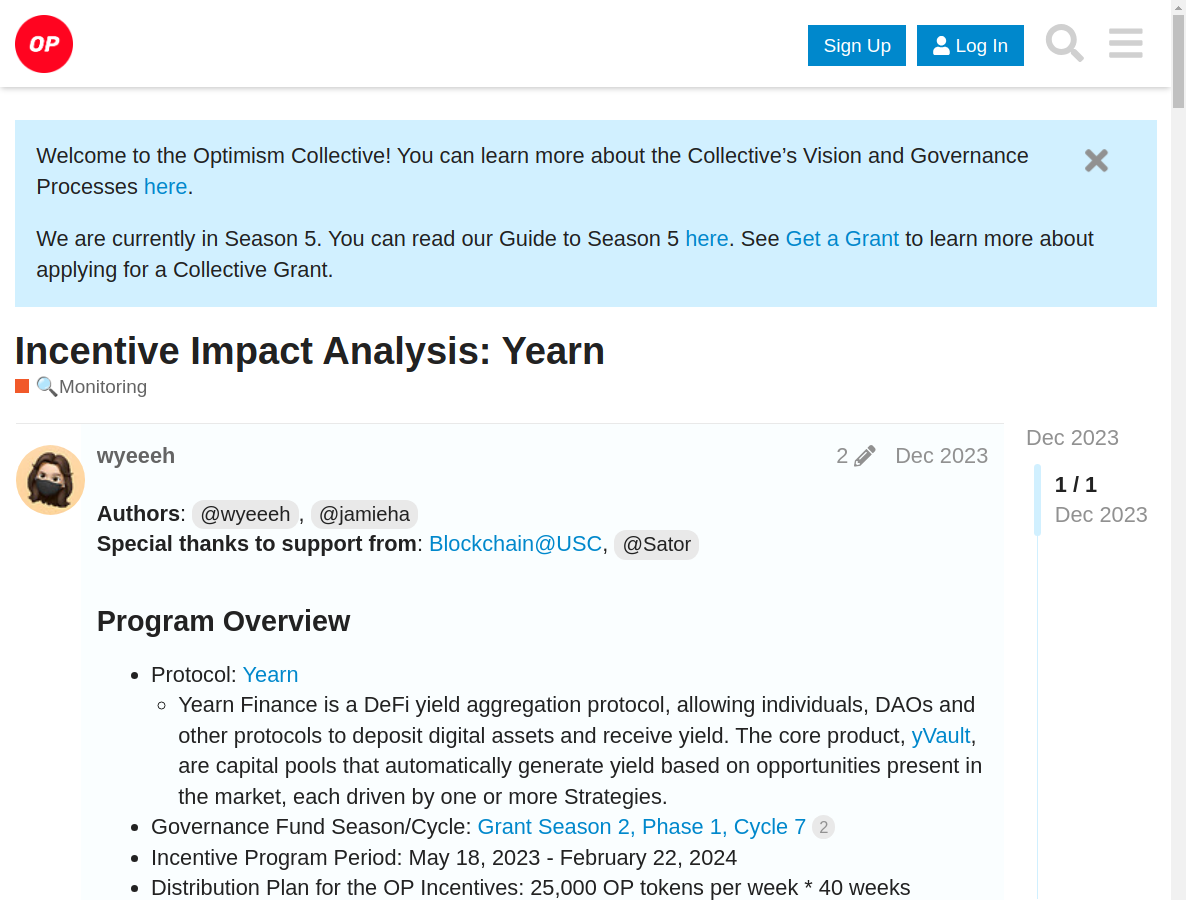 OP
Sign Up
Log In
Welcome to the Optimism Collective! You can learn more about the Collective’s Vision and Governance
Processes here.
We are currently in Season 5. You can read our Guide to Season 5 here. See Get a Grant to learn more about
applying for a Collective Grant.
Incentive Impact Analysis: Yearn
🔍Monitoring
wyeeeh
2
Dec 2023
Dec 2023
1 / 1
Dec 2023
Authors: @wyeeeh, @jamieha
Special thanks to support from: Blockchain@USC, @Sator
Program Overview
• Protocol: Yearn
◦ Yearn Finance is a DeFi yield aggregation protocol, allowing individuals, DAOs and
other protocols to deposit digital assets and receive yield. The core product, yVault,
are capital pools that automatically generate yield based on opportunities present in
the market, each driven by one or more Strategies.
• Governance Fund Season/Cycle: Grant Season 2, Phase 1, Cycle 7 2
• Incentive Program Period: May 18, 2023 - February 22, 2024
• Distribution Plan for the OP Incentives: 25,000 OP tokens per week * 40 weeks